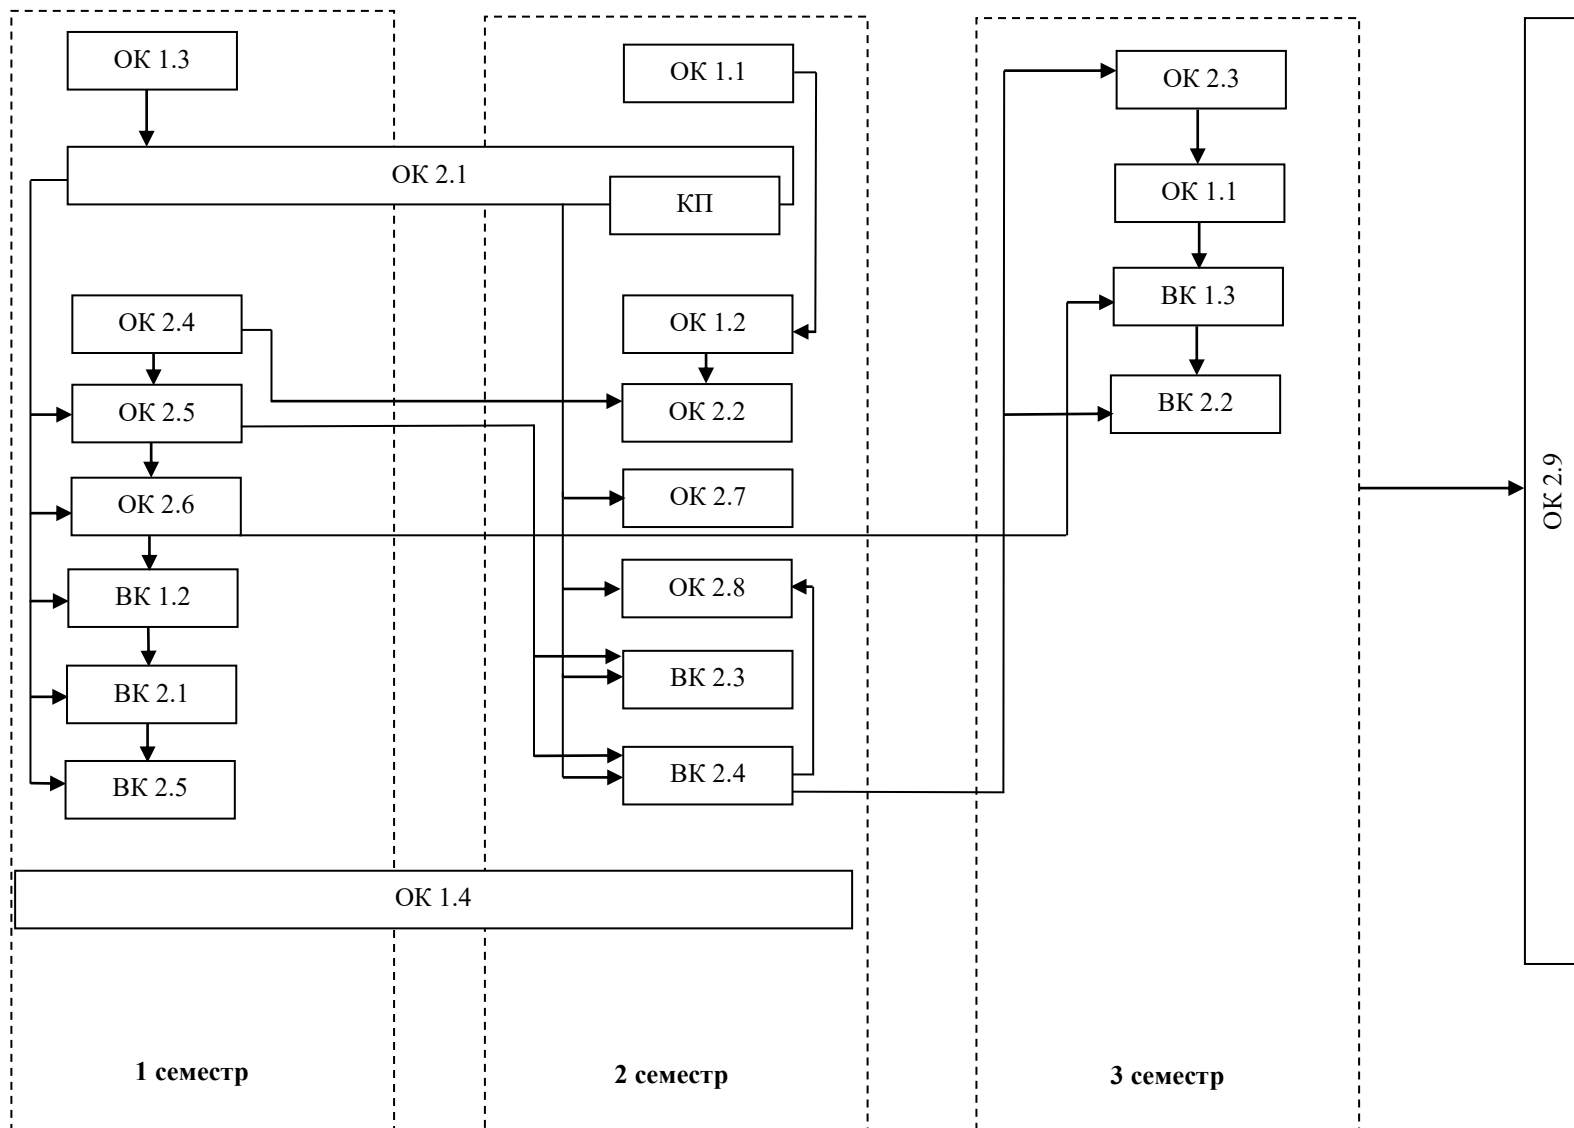 ОК 1.3
ОК 2.1
КП
ОК 2.4
ОК 2.5
ОК 2.6
ВК 1.2
ВК 2.1
ВК 2.5
ОК 1.4
1 семестр
ОК 1.1
ОК 1.2
ОК 2.2
ОК 2.7
ОК 2.8
ВК 2.3
ВК 2.4
2 семестр
ОК 2.3
ОК 1.1
ВК 1.3
ВК 2.2
3 семестр
ОК 2.9